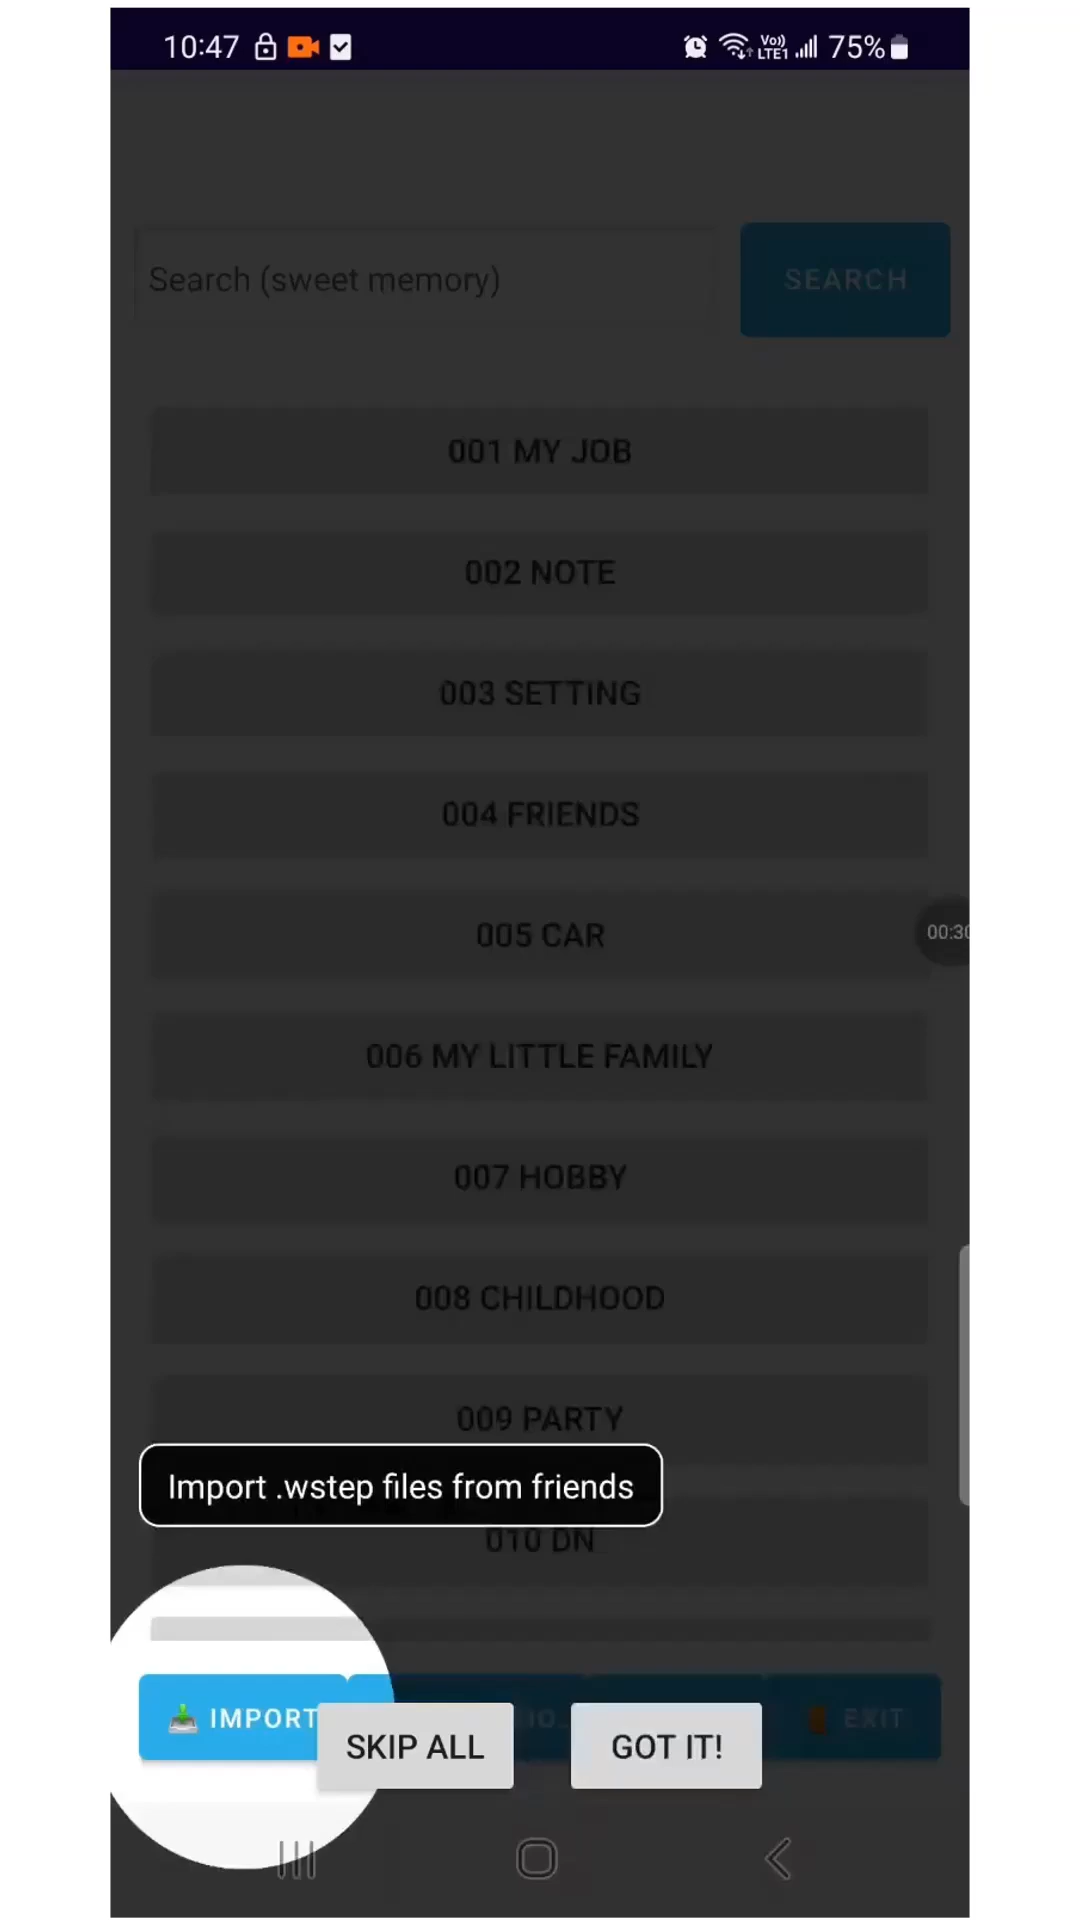 10:47 Vo)) LTE1 75%
Search (sweet memory)
SEARCH
001 MY JOB
002 NOTE
003 SETTING
004 FRIENDS
005 CAR
00:30
006 MY LITTLE FAMILY
007 HOBBY
008 CHILDHOOD
009 PARTY
Import .wstep files from friends
010 DN
IMPORT
EXIT
SKIP ALL
GOT IT!